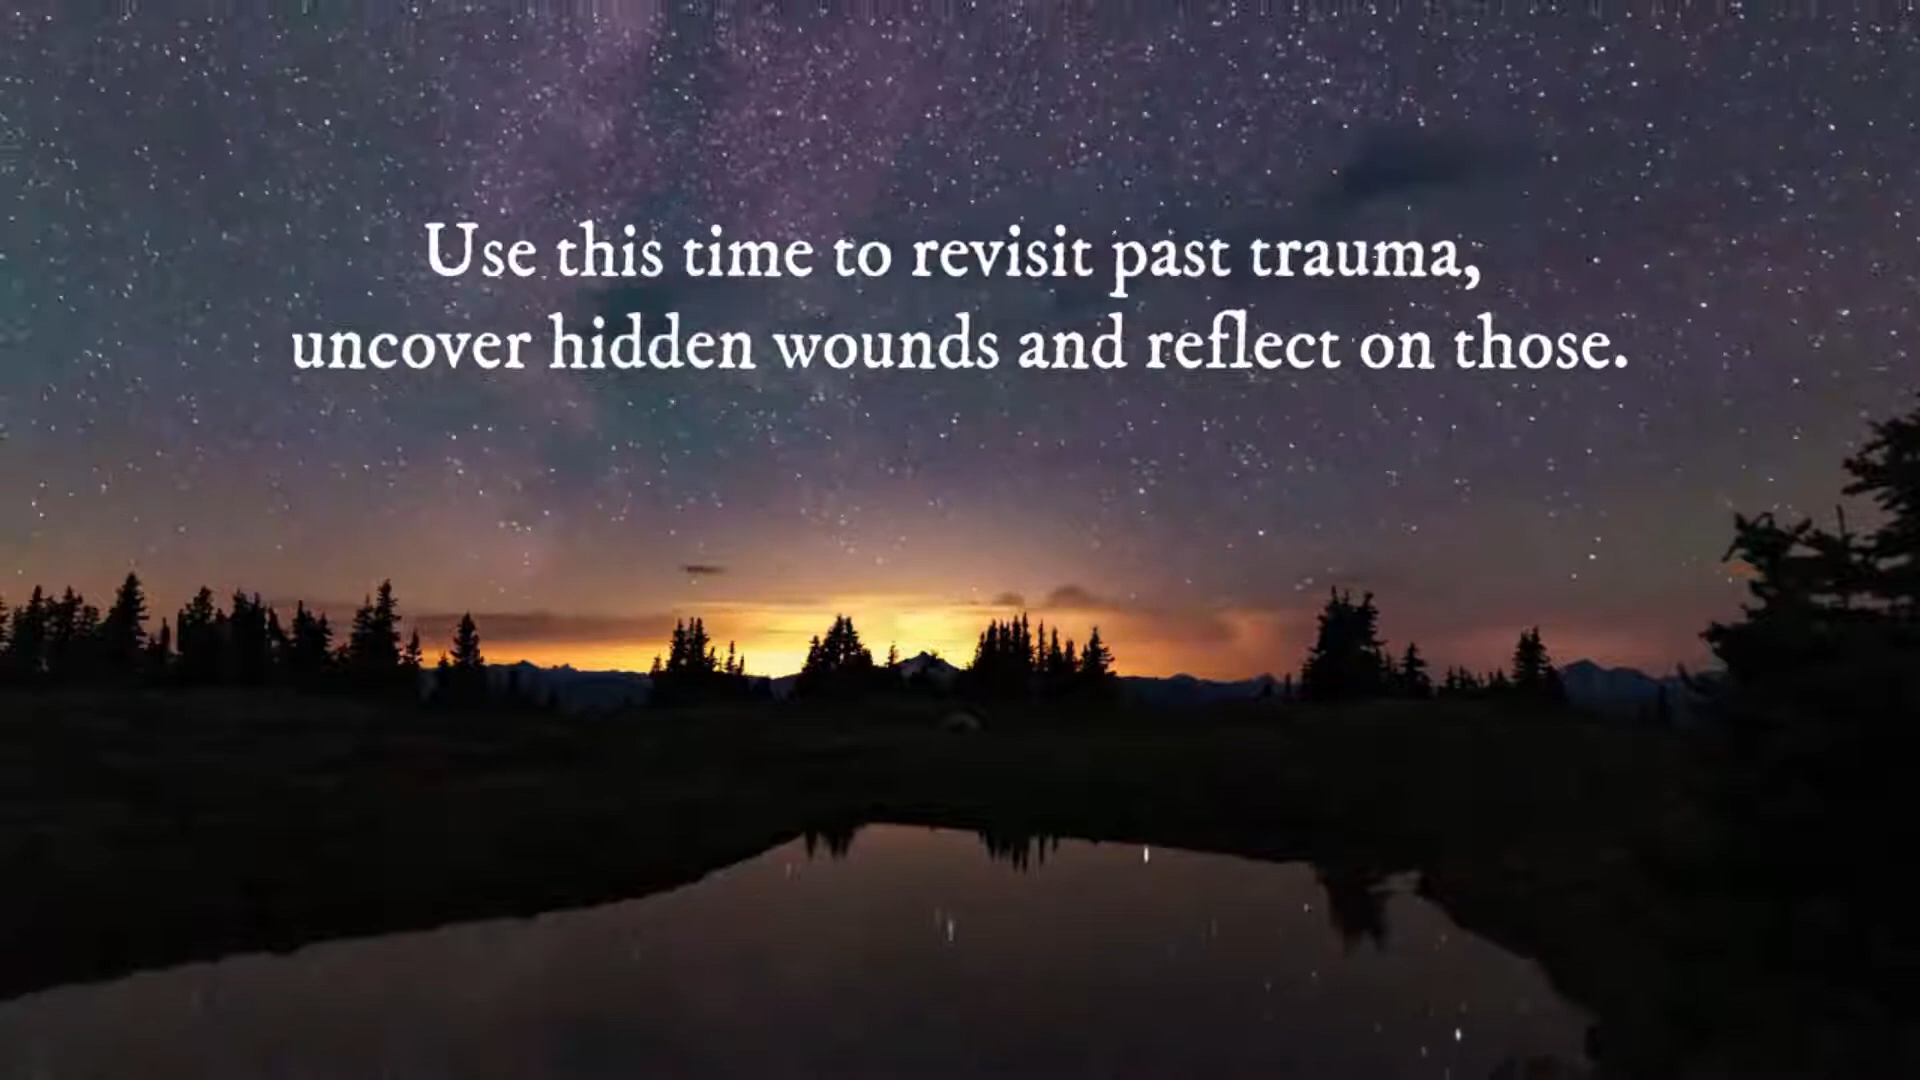 Use this time to revisit past trauma,
uncover hidden wounds and reflect on those.